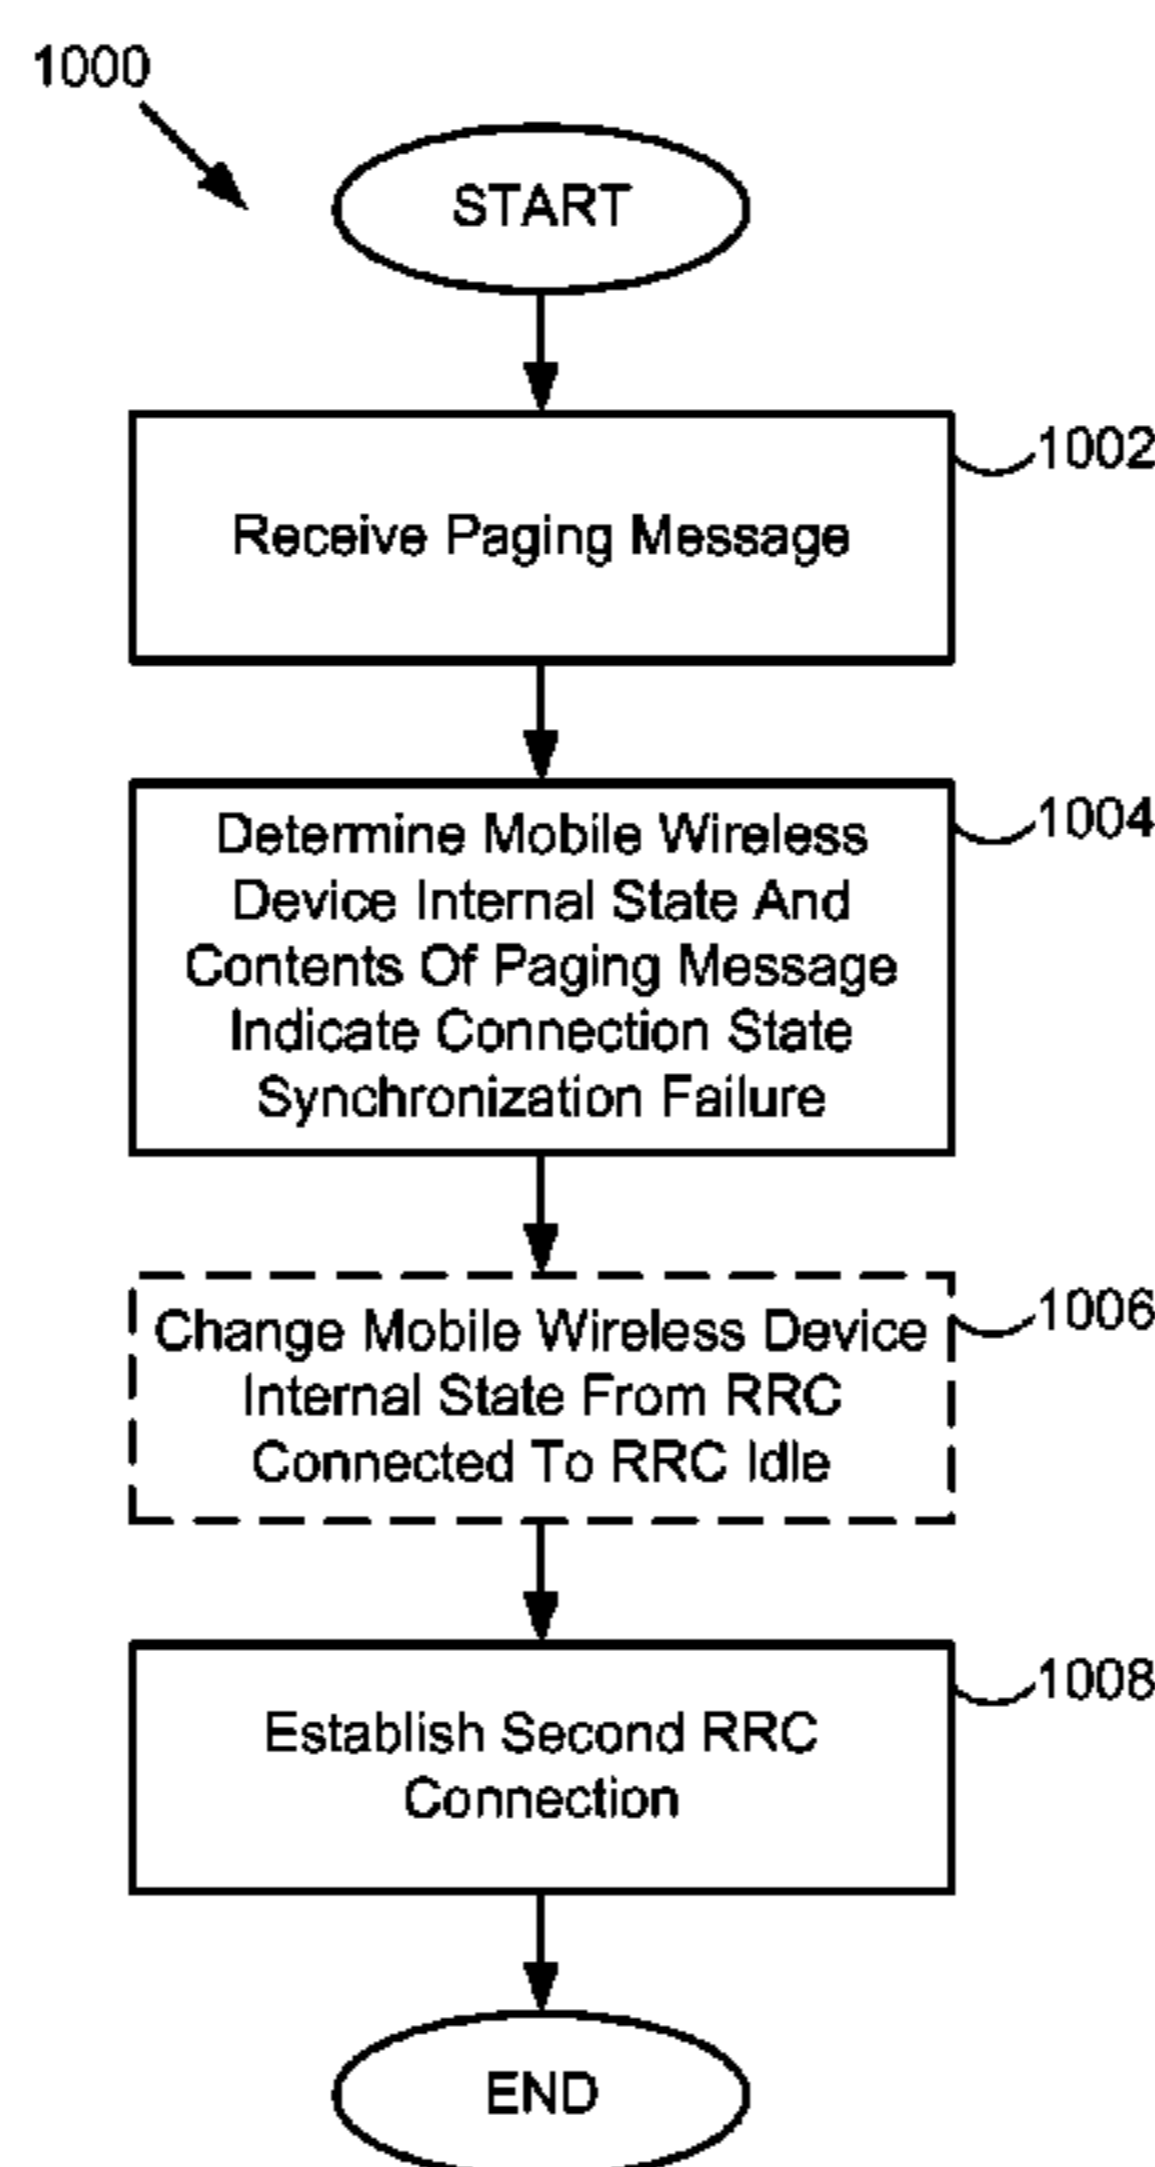 1000
START
1002
Receive Paging Message
1004
Determine Mobile Wireless
Device Internal State And
Contents Of Paging Message
Indicate Connection State
Synchronization Failure
1006
Change Mobile Wireless Device
Internal State From RRC
Connected To RRC Idle
1008
Establish Second RRC
Connection
END